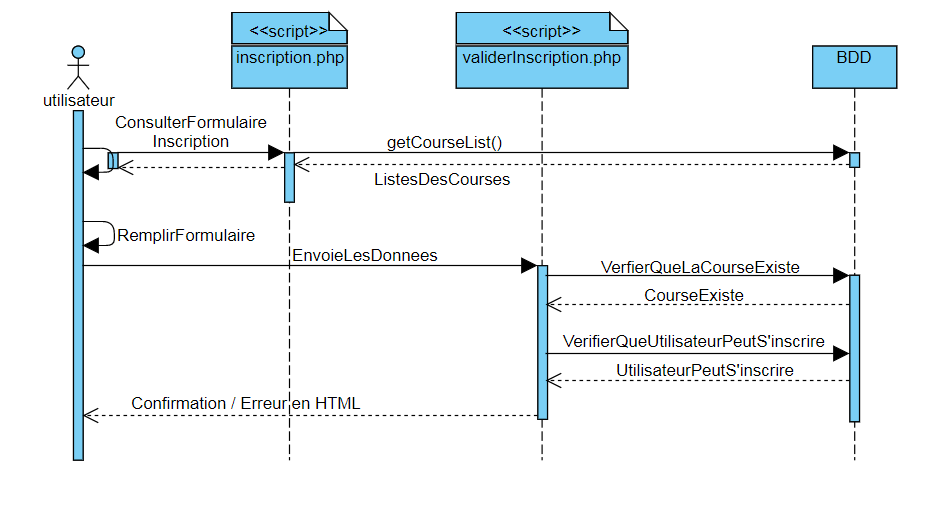 <<script>>
<<script>>
inscription.php
validerInscription.php
BDD
utilisateur
ConsulterFormulaire
Inscription
getCourseList()
ListesDesCourses
RemplirFormulaire
EnvoieLesDonnees
VerfierQueLaCourseExiste
CourseExiste
VerifierQueUtilisateurPeutS'inscrire
UtilisateurPeutS'inscrire
Confirmation / Erreur en HTML